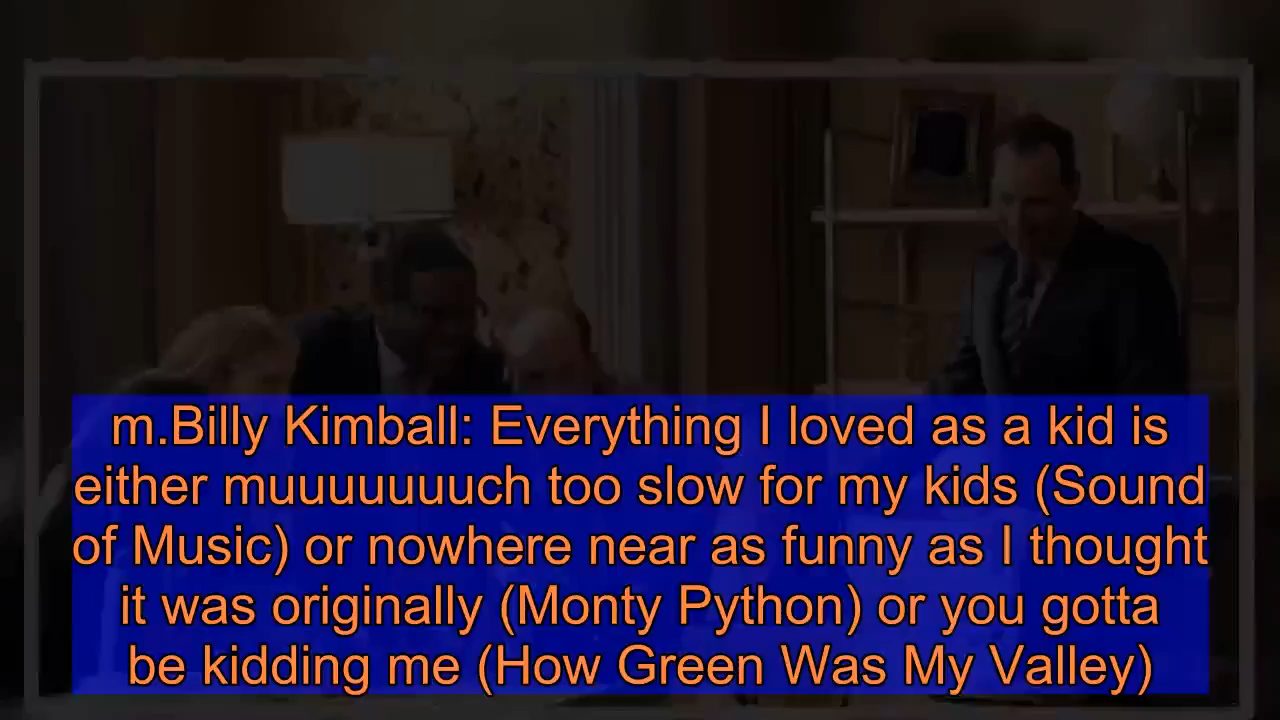 m.Billy Kimball: Everything I loved as a kid is
either muuuuuuuch too slow for my kids (Sound
of Music) or nowhere near as funny as I thought
it was originally (Monty Python) or you gotta
be kidding me (How Green Was My Valley)